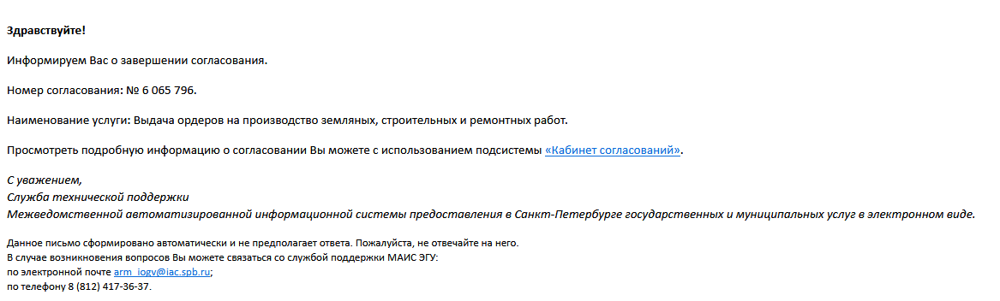 Здравствуйте!
Информируем Вас о завершении согласования.
Номер согласования: № 6 065 796.
Наименование услуги: Выдача ордеров на производство земляных, строительных и ремонтных работ.
Просмотреть подробную информацию о согласовании Вы можете с использованием подсистемы «Кабинет согласований».
С уважением,
Служба технической поддержки
Межведомственной автоматизированной информационной системы предоставления в Санкт-Петербурге государственных и муниципальных услуг в электронном виде.
Данное письмо сформировано автоматически и не предполагает ответа. Пожалуйста, не отвечайте на него.
В случае возникновения вопросов Вы можете связаться со службой поддержки МАИС ЭГУ:
по электронной почте arm_iogv@iac.spb.ru;
по телефону 8 (812) 417-36-37.